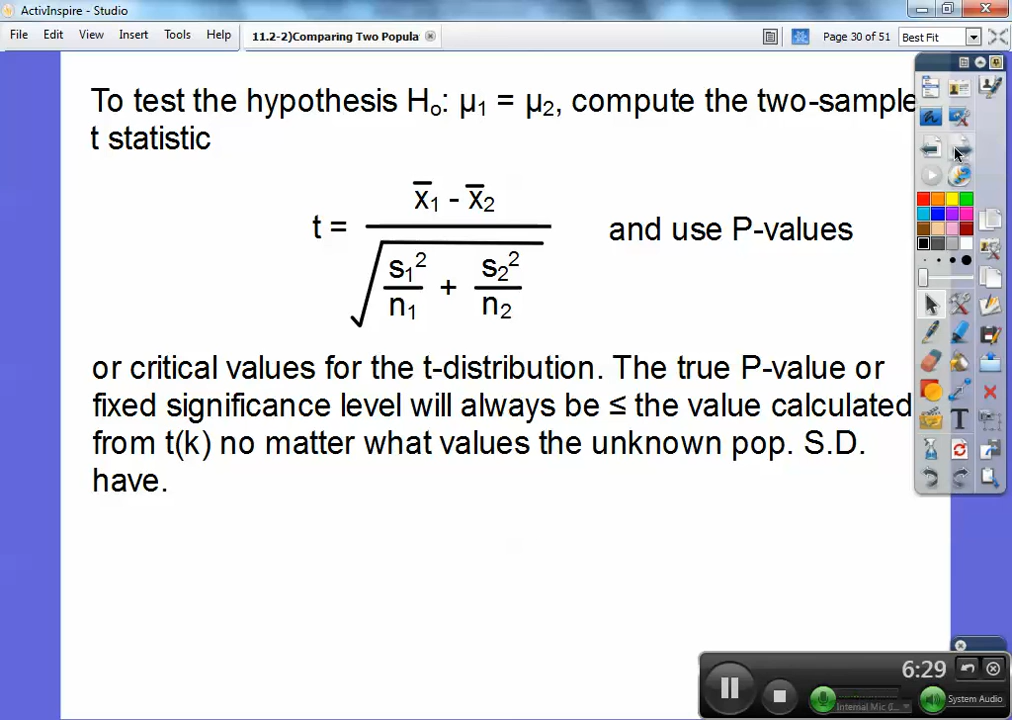 ActivInspire - Studio
File Edit View Insert Tools Help
11.2-2)Comparing Two Popula
Page 30 of 51
Best Fit
To test the hypothesis Hₒ: μ₁ = μ₂, compute the two-sample
t statistic
x̅₁ - x̅₂
t =
and use P-values
s₁² + s₂²
n₁ n₂
or critical values for the t-distribution. The true P-value or
fixed significance level will always be ≤ the value calculated
from t(k) no matter what values the unknown pop. S.D.
have.
6:29
Internal Mic (
System Audio